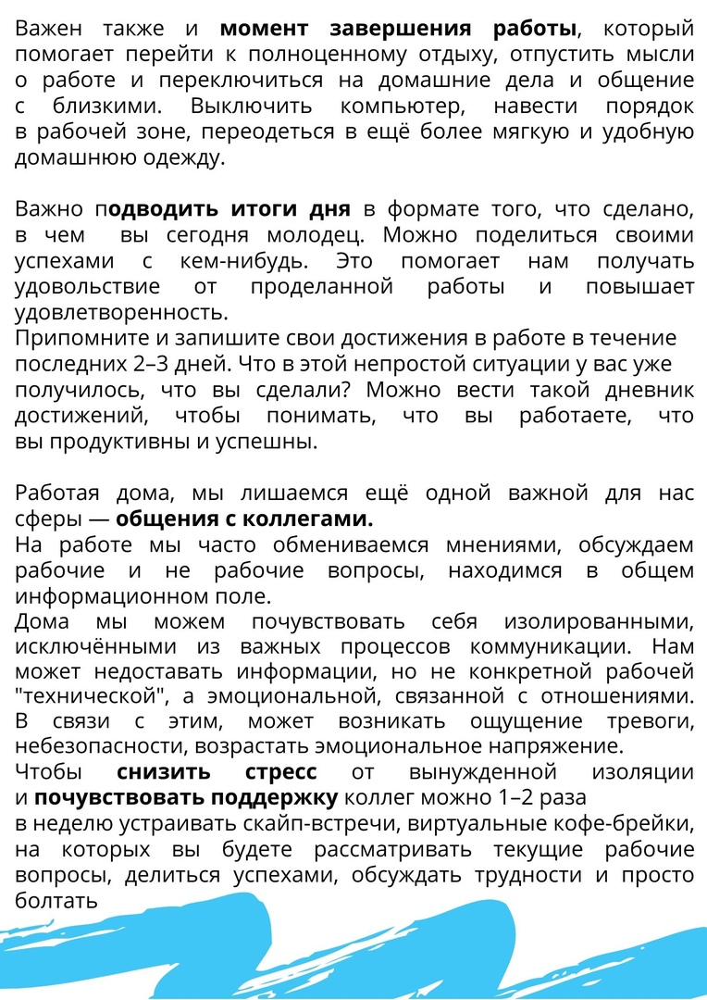 Важен также и момент завершения работы, который
помогает перейти к полноценному отдыху, отпустить мысли
о работе и переключиться на домашние дела и общение
с близкими. Выключить компьютер, навести порядок
в рабочей зоне, переодеться в ещё более мягкую и удобную
домашнюю одежду.
Важно подводить итоги дня в формате того, что сделано,
в чем вы сегодня молодец. Можно поделиться своими
успехами с кем-нибудь. Это помогает нам получать
удовольствие от проделанной работы и повышает
удовлетворенность.
Припомните и запишите свои достижения в работе в течение
последних 2–3 дней. Что в этой непростой ситуации у вас уже
получилось, что вы сделали? Можно вести такой дневник
достижений, чтобы понимать, что вы работаете, что
вы продуктивны и успешны.
Работая дома, мы лишаемся ещё одной важной для нас
сферы — общения с коллегами.
На работе мы часто обмениваемся мнениями, обсуждаем
рабочие и не рабочие вопросы, находимся в общем
информационном поле.
Дома мы можем почувствовать себя изолированными,
исключёнными из важных процессов коммуникации. Нам
может недоставать информации, но не конкретной рабочей
"технической", а эмоциональной, связанной с отношениями.
В связи с этим, может возникать ощущение тревоги,
небезопасности, возрастать эмоциональное напряжение.
Чтобы снизить стресс от вынужденной изоляции
и почувствовать поддержку коллег можно 1–2 раза
в неделю устраивать скайп-встречи, виртуальные кофе-брейки,
на которых вы будете рассматривать текущие рабочие
вопросы, делиться успехами, обсуждать трудности и просто
болтать